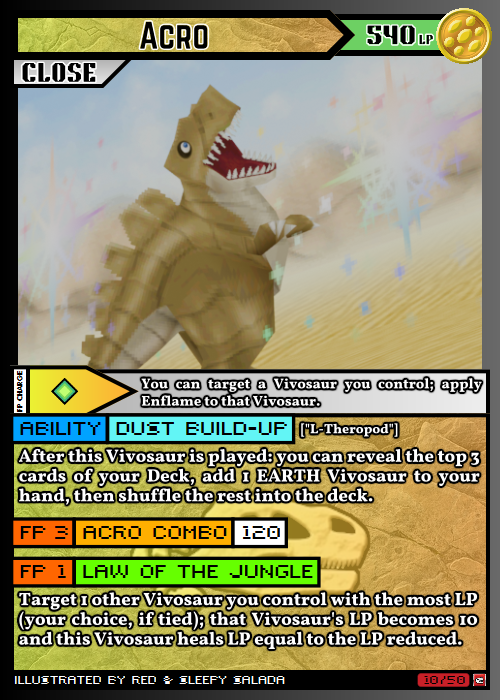 ACRO
540 LP
CLOSE
FP CHARGE
You can target a Vivosaur you control; apply
Enflame to that Vivosaur.
ABILITY DUST BUILD-UP ["L-Theropod"]
After this Vivosaur is played: you can reveal the top 3
cards of your Deck, add 1 EARTH Vivosaur to your
hand, then shuffle the rest into the deck.
FP 3 ACRO COMBO 120
FP 1 LAW OF THE JUNGLE
Target 1 other Vivosaur you control with the most LP
(your choice, if tied); that Vivosaur's LP becomes 10
and this Vivosaur heals LP equal to the LP reduced.
ILLUSTRATED BY RED & SLEEPY SALADA
10/50